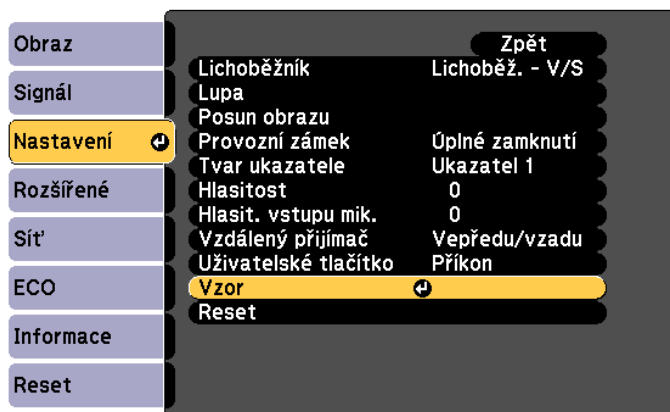 Obraz
Signál
Nastavení
Rozšířené
Síť
ECO
Informace
Reset
Zpět
Lichoběžník Lichoběž. - V/S
Lupa
Posun obrazu
Provozní zámek Úplné zamknutí
Tvar ukazatele Ukazatel 1
Hlasitost 0
Hlasit. vstupu mik. 0
Vzdálený přijímač Vepředu/vzadu
Uživatelské tlačítko Příkon
Vzor
Reset